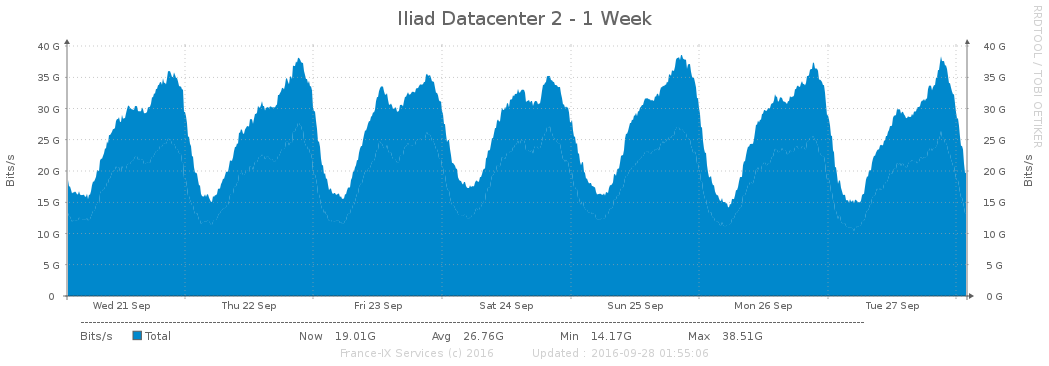 Iliad Datacenter 2 - 1 Week
RRDTOOL / TOBI OETIKER
40 G 40 G
35 G 35 G
30 G 30 G
25 G 25 G
20 G 20 G
15 G 15 G
10 G 10 G
5 G 5 G
0 0 G
Bits/s
Bits/s
Wed 21 Sep Thu 22 Sep Fri 23 Sep Sat 24 Sep Sun 25 Sep Mon 26 Sep Tue 27 Sep
Bits/s Total Now 19.01G Avg 26.76G Min 14.17G Max 38.51G
France-IX Services (c) 2016 Updated : 2016-09-28 01:55:06